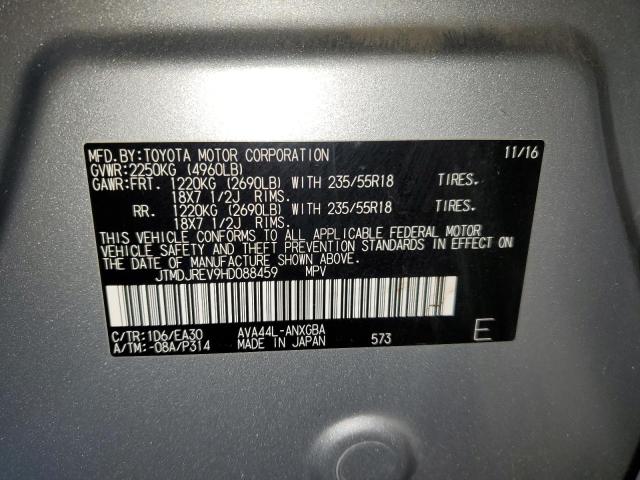 MFD.BY:TOYOTA MOTOR CORPORATION 11/16
GVWR:2250KG (4960LB)
GAWR:FRT. 1220KG (2690LB) WITH 235/55R18 TIRES.
18X7 1/2J RIMS.
RR. 1220KG (2690LB) WITH 235/55R18 TIRES.
18X7 1/2J RIMS.
THIS VEHICLE CONFORMS TO ALL APPLICABLE FEDERAL MOTOR
VEHICLE SAFETY AND THEFT PREVENTION STANDARDS IN EFFECT ON
THE DATE OF MANUFACTURE SHOWN ABOVE.
JTMDJREV9HD088459 MPV
C/TR:1D6/EA30 AVA44L-ANXGBA
A/TM:-08A/P314 MADE IN JAPAN 573 E